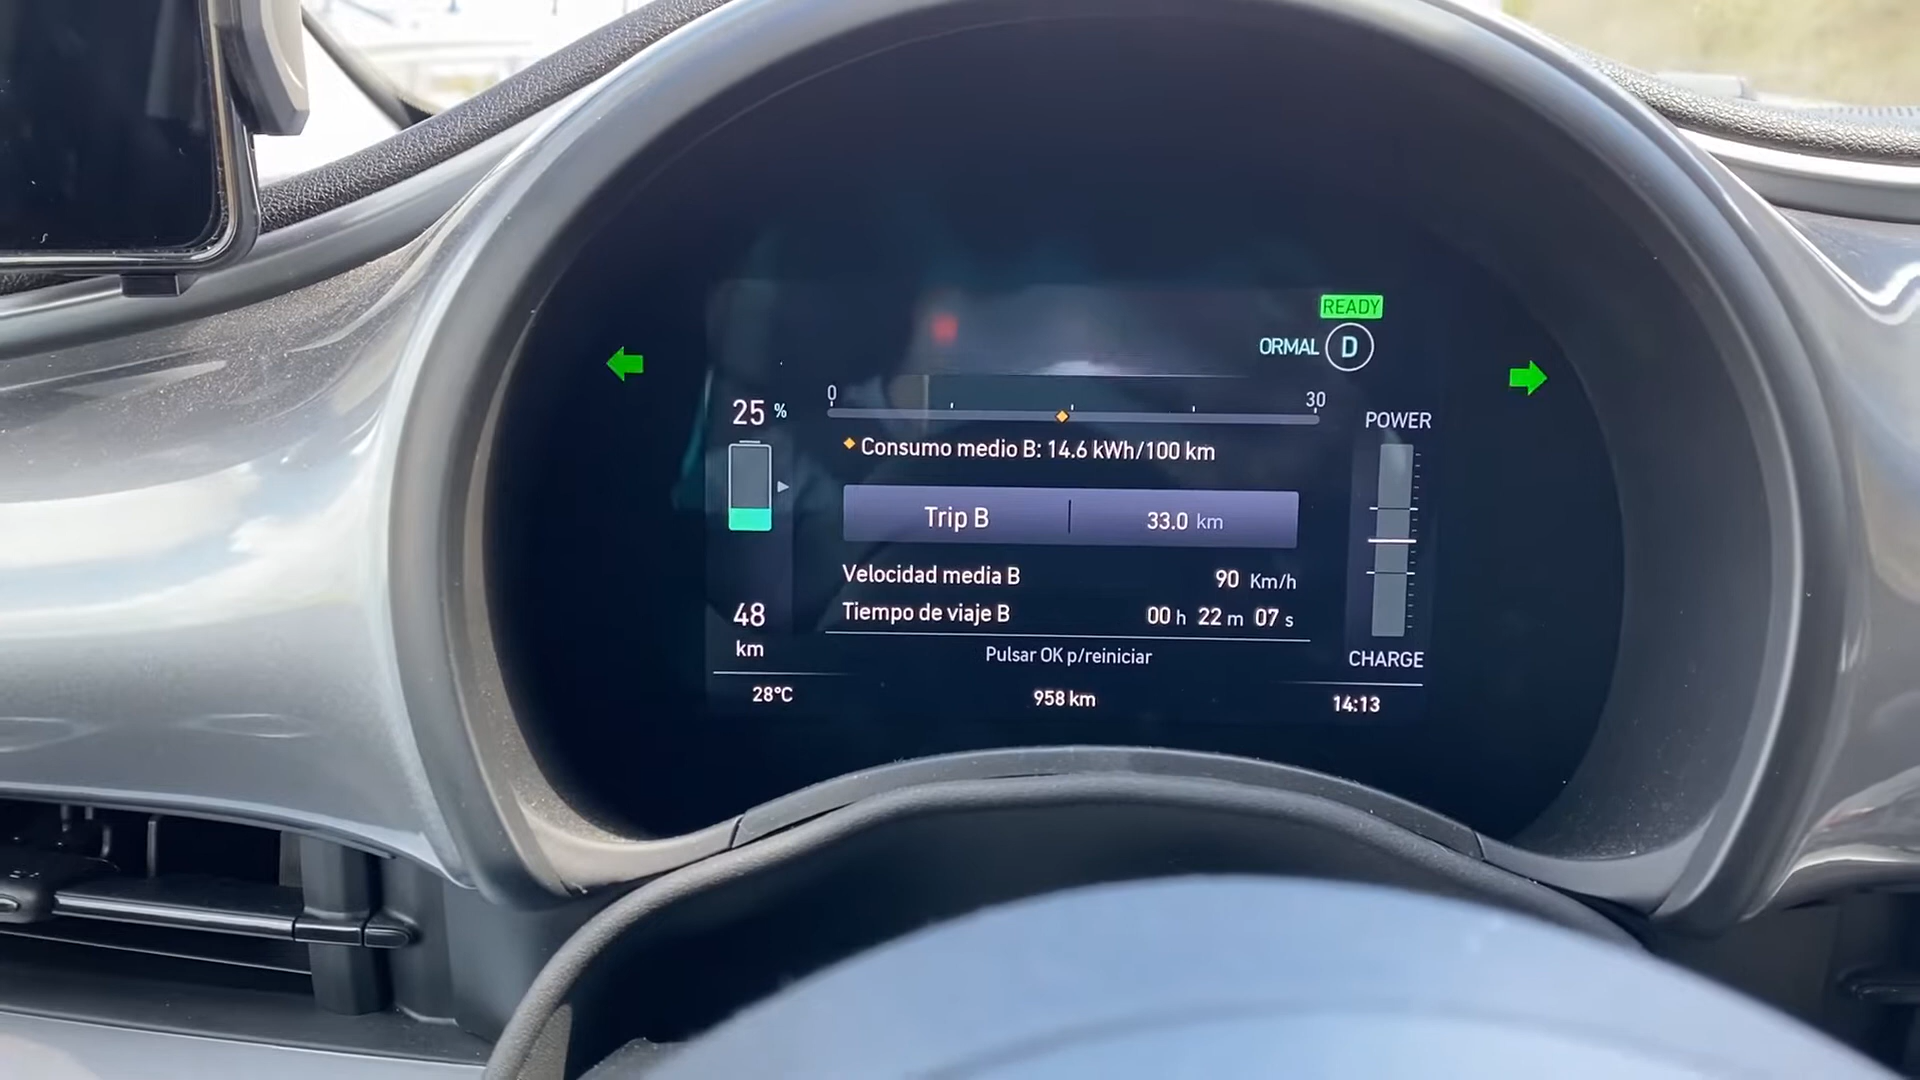 READY
ORMAL D
0 30
25 %
POWER
Consumo medio B: 14.6 kWh/100 km
Trip B 33.0 km
Velocidad media B 90 Km/h
Tiempo de viaje B 00 h 22 m 07 s
48
km
Pulsar OK p/reiniciar
CHARGE
28°C 958 km 14:13